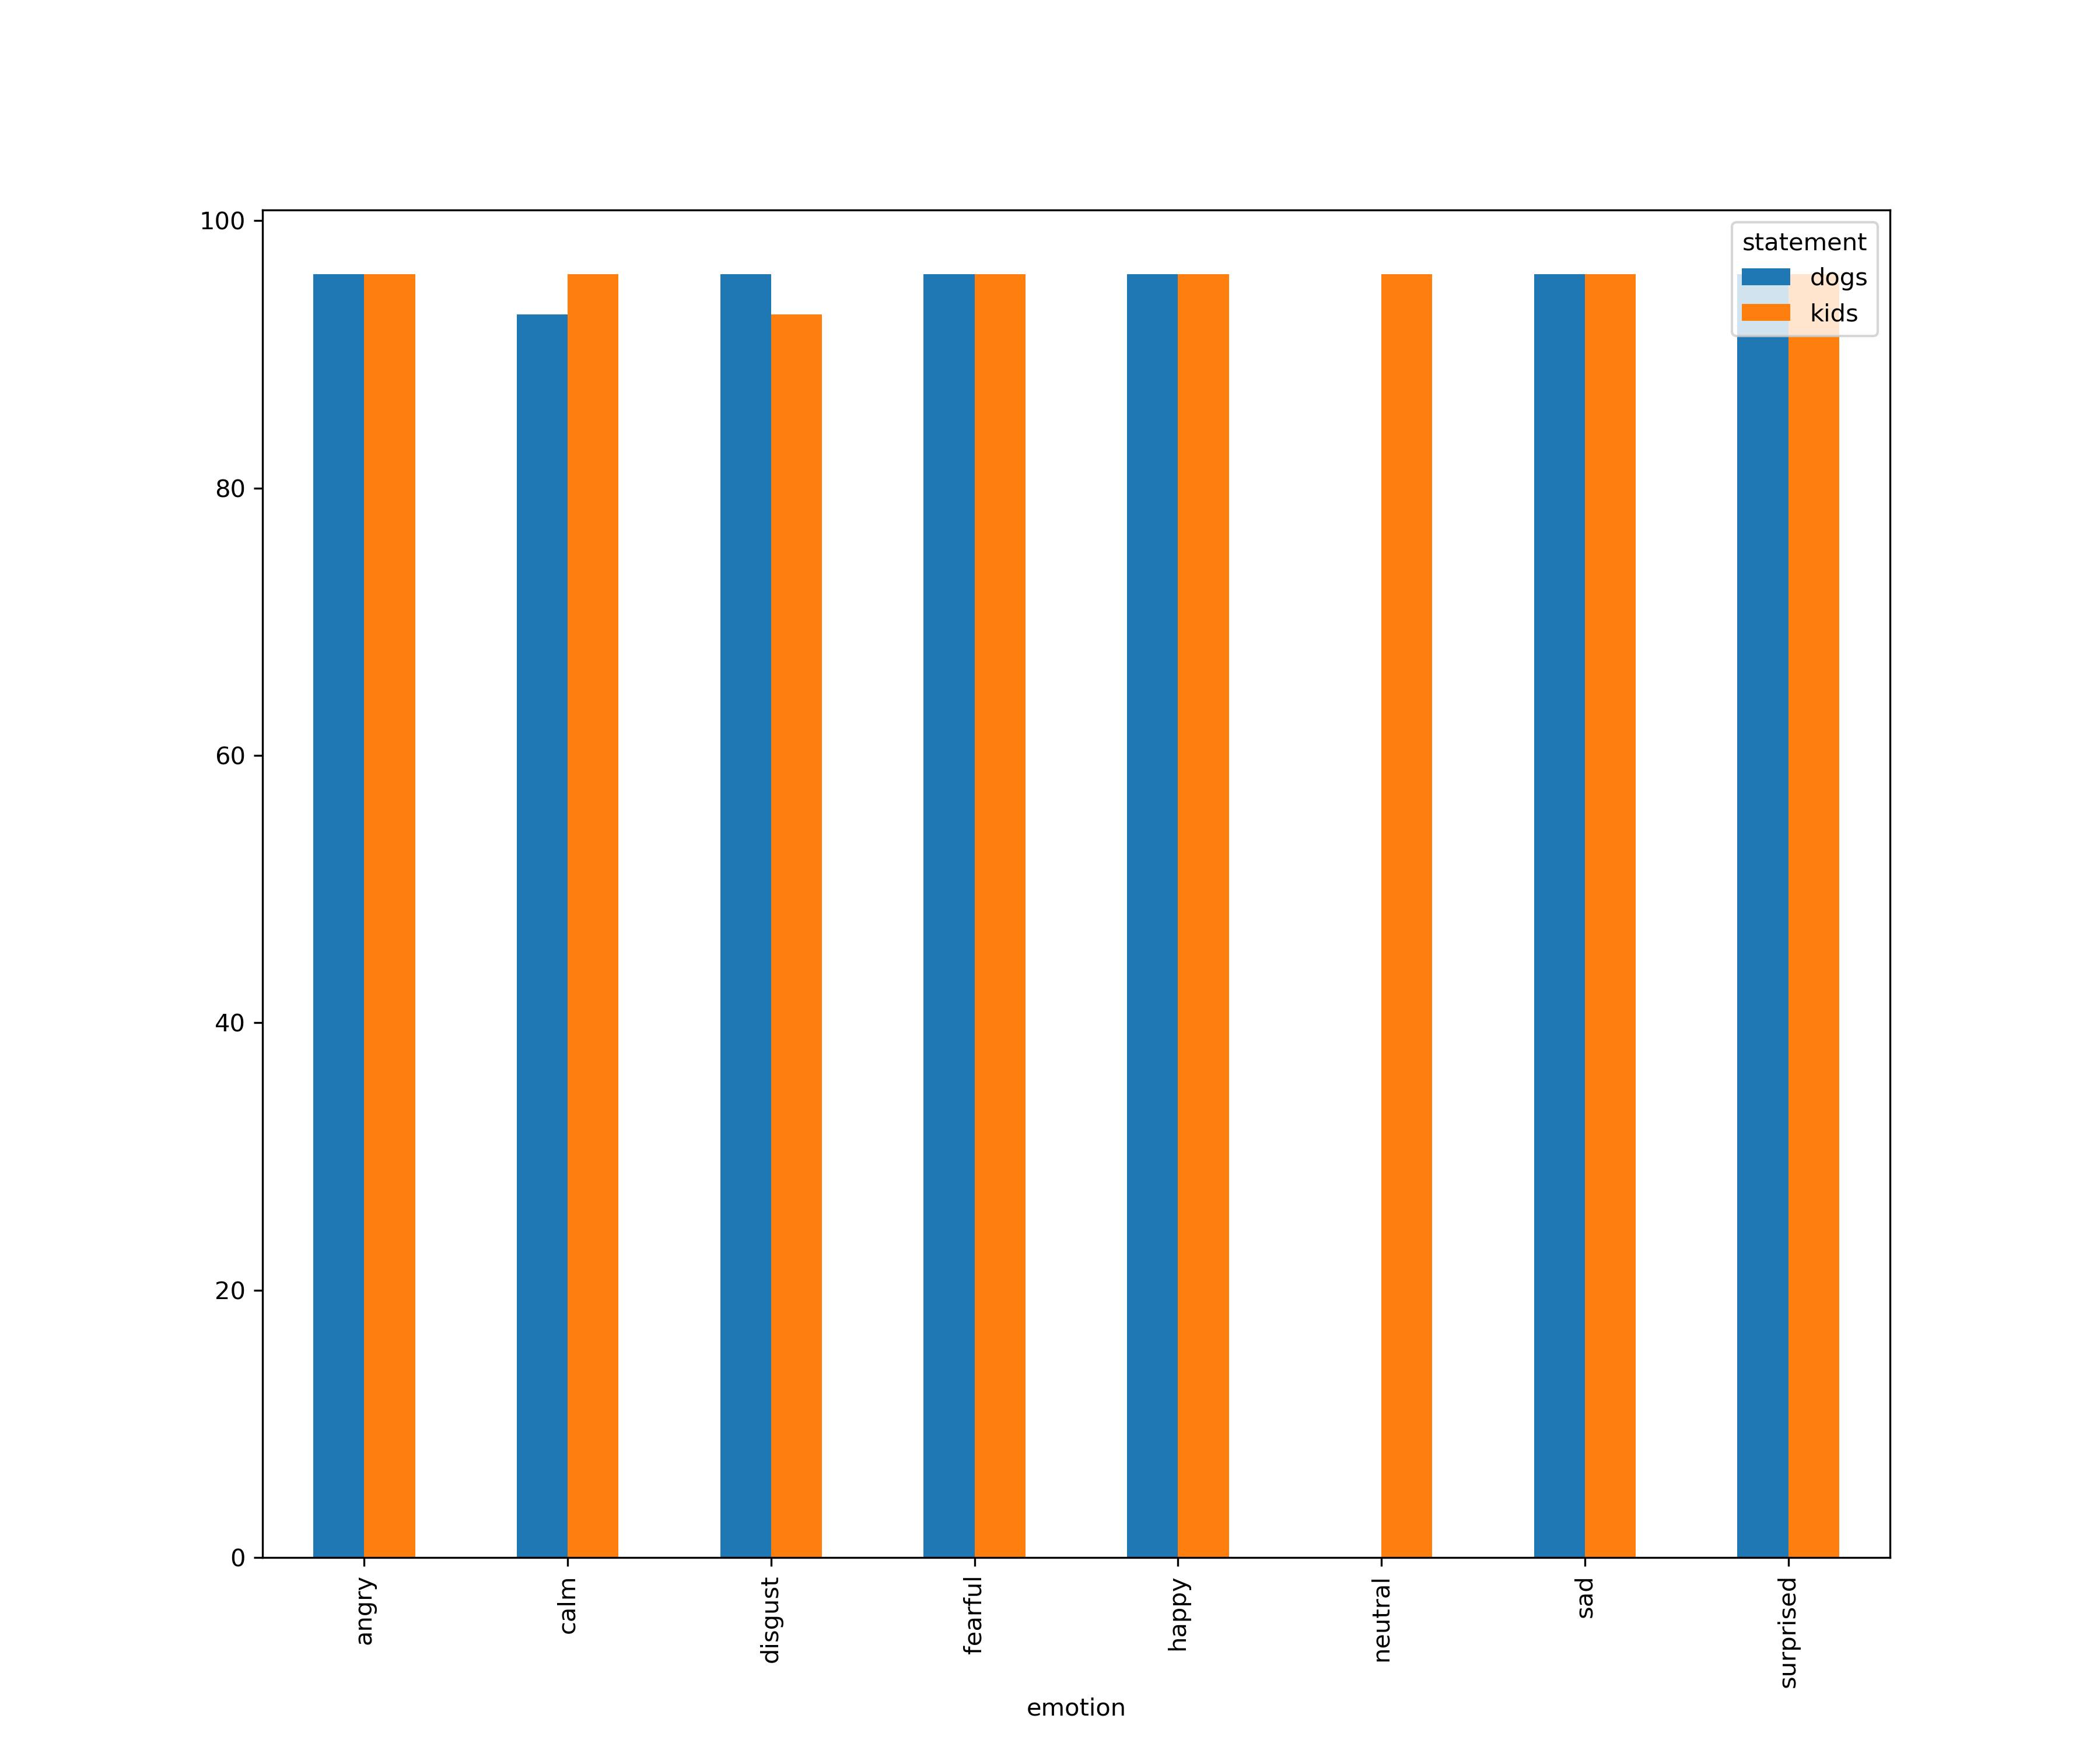 100
80
60
40
20
0
statement
dogs
kids
angry
calm
disgust
fearful
happy
neutral
sad
surprised
emotion